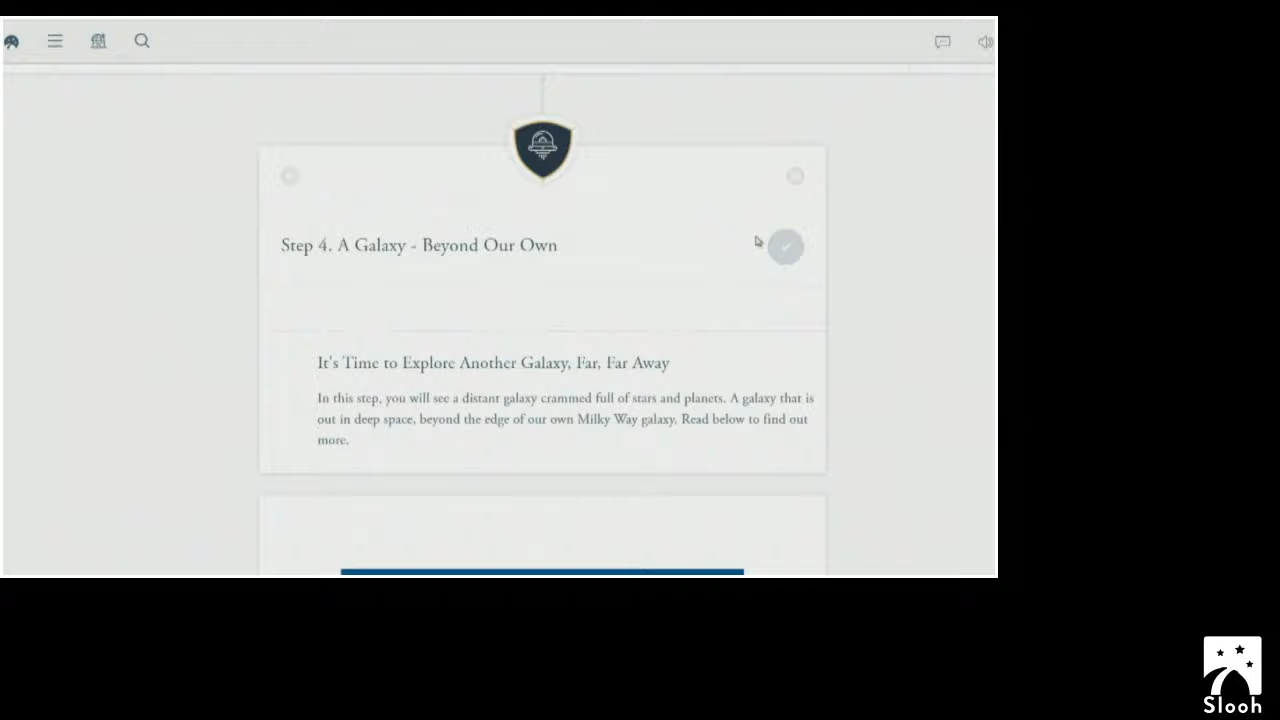 Step 4. A Galaxy - Beyond Our Own
It's Time to Explore Another Galaxy, Far, Far Away
In this step, you will see a distant galaxy crammed full of stars and planets. A galaxy that is
out in deep space, beyond the edge of our own Milky Way galaxy. Read below to find out
more.
Slooh